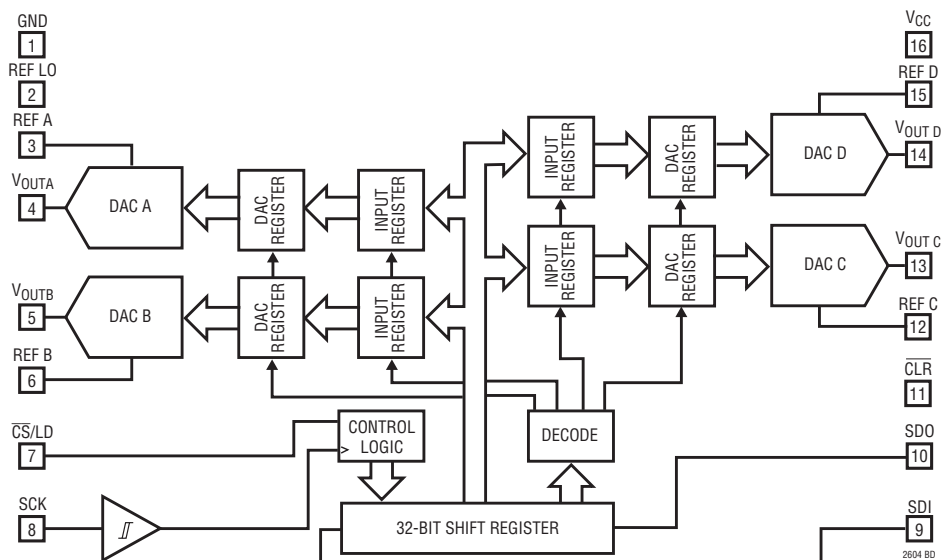 GND
1
REF LO
2
REF A
3
VOUTA
4
VOUTB
5
REF B
6
CS/LD
7
SCK
8
VCC
16
REF D
15
VOUT D
14
VOUT C
13
REF C
12
CLR
11
SDO
10
SDI
9
DAC A
DAC
REGISTER
INPUT
REGISTER
INPUT
REGISTER
DAC
REGISTER
DAC D
DAC B
DAC
REGISTER
INPUT
REGISTER
INPUT
REGISTER
DAC
REGISTER
DAC C
CONTROL
LOGIC
>
DECODE
32-BIT SHIFT REGISTER
2604 BD